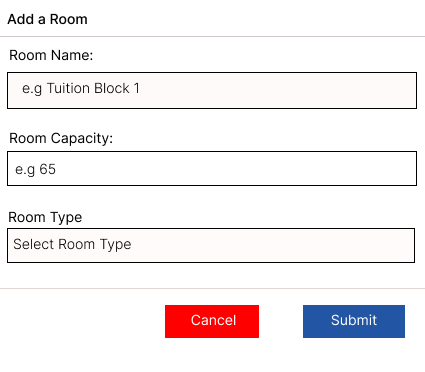 Add a Room
Room Name:
e.g Tuition Block 1
Room Capacity:
e.g 65
Room Type
Select Room Type
Cancel Submit